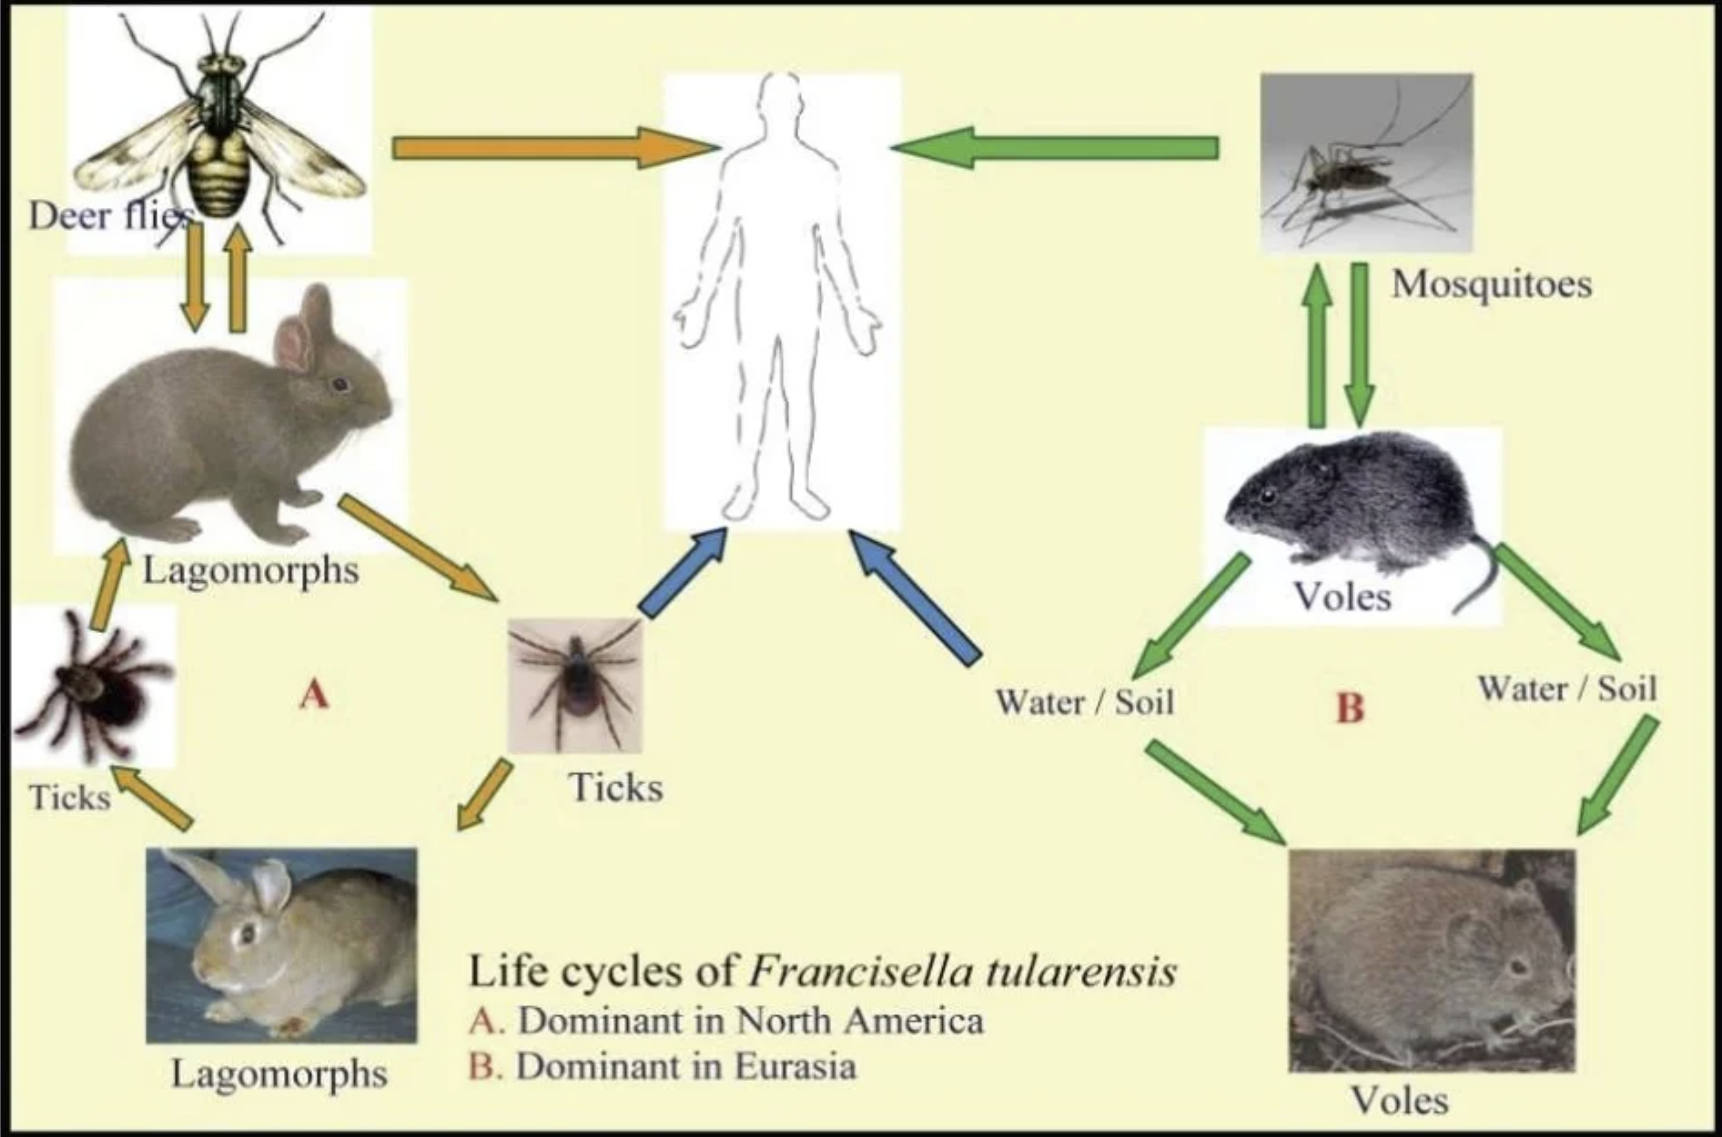 Deer flies
Mosquitoes
Lagomorphs
Voles
A
Water / Soil
B
Water / Soil
Ticks
Ticks
Lagomorphs
Life cycles of Francisella tularensis
A. Dominant in North America
B. Dominant in Eurasia
Voles